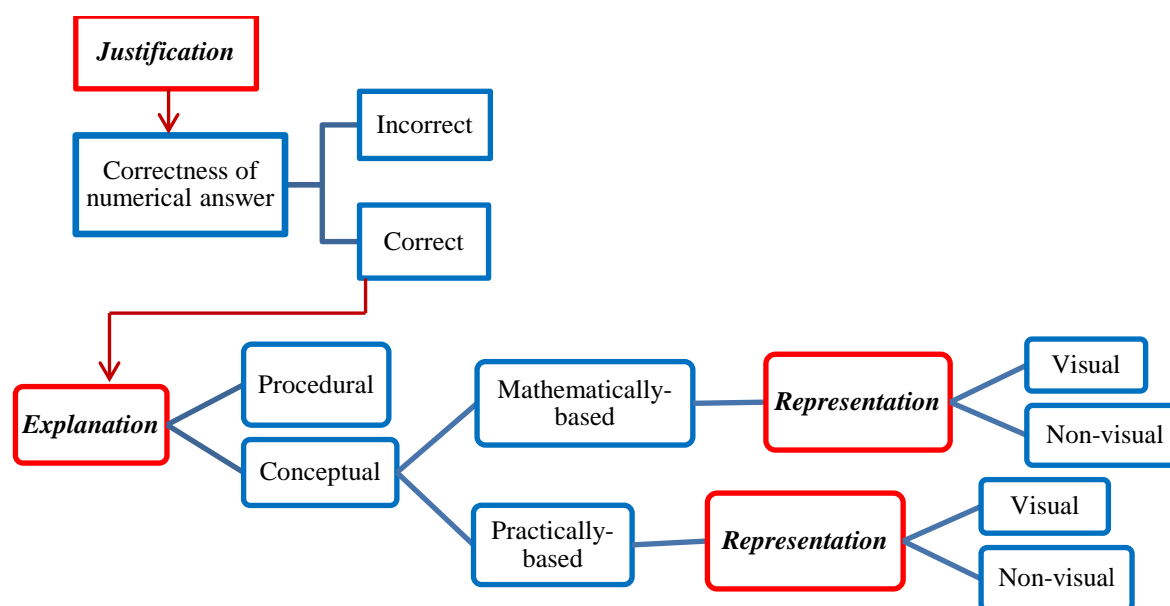 Justification
Incorrect
Correctness of
numerical answer
Correct
Procedural
Explanation
Conceptual
Mathematically-
based
Representation
Visual
Non-visual
Practically-
based
Representation
Visual
Non-visual